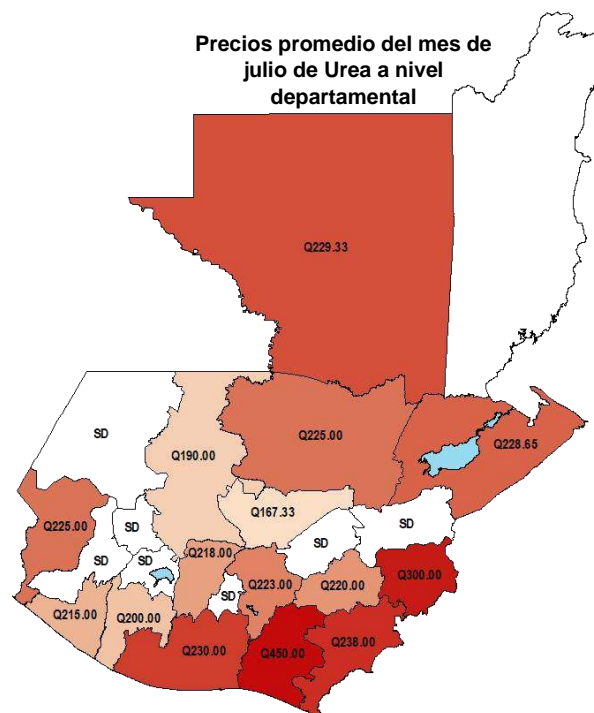 Precios promedio del mes de
julio de Urea a nivel
departamental
Q229.33
SD
Q190.00
Q225.00
Q228.65
Q225.00
SD
Q167.33
SD
SD
SD
SD
Q218.00
Q223.00
SD
Q220.00
Q300.00
Q215.00
Q200.00
Q230.00
Q450.00
Q238.00